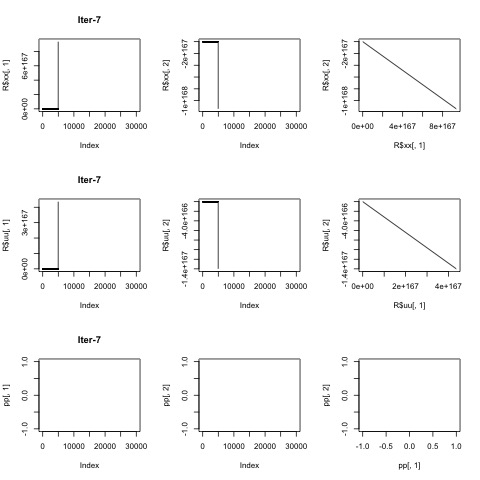 Iter-7
R$xx[, 1]
0e+00 6e+167
0 10000 20000 30000
Index
R$xx[, 2]
-1e+168 -2e+167
0 10000 20000 30000
Index
R$xx[, 2]
-1e+168 -2e+167
0e+00 4e+167 8e+167
R$xx[, 1]
Iter-7
R$uu[, 1]
0e+00 3e+167
0 10000 20000 30000
Index
R$uu[, 2]
-1.4e+167 -4.0e+166
0 10000 20000 30000
Index
R$uu[, 2]
-1.4e+167 -4.0e+166
0e+00 2e+167 4e+167
R$uu[, 1]
Iter-7
pp[, 1]
-1.0 0.0 1.0
0 10000 20000 30000
Index
pp[, 2]
-1.0 0.0 1.0
0 10000 20000 30000
Index
pp[, 2]
-1.0 0.0 1.0
-1.0 -0.5 0.0 0.5 1.0
pp[, 1]